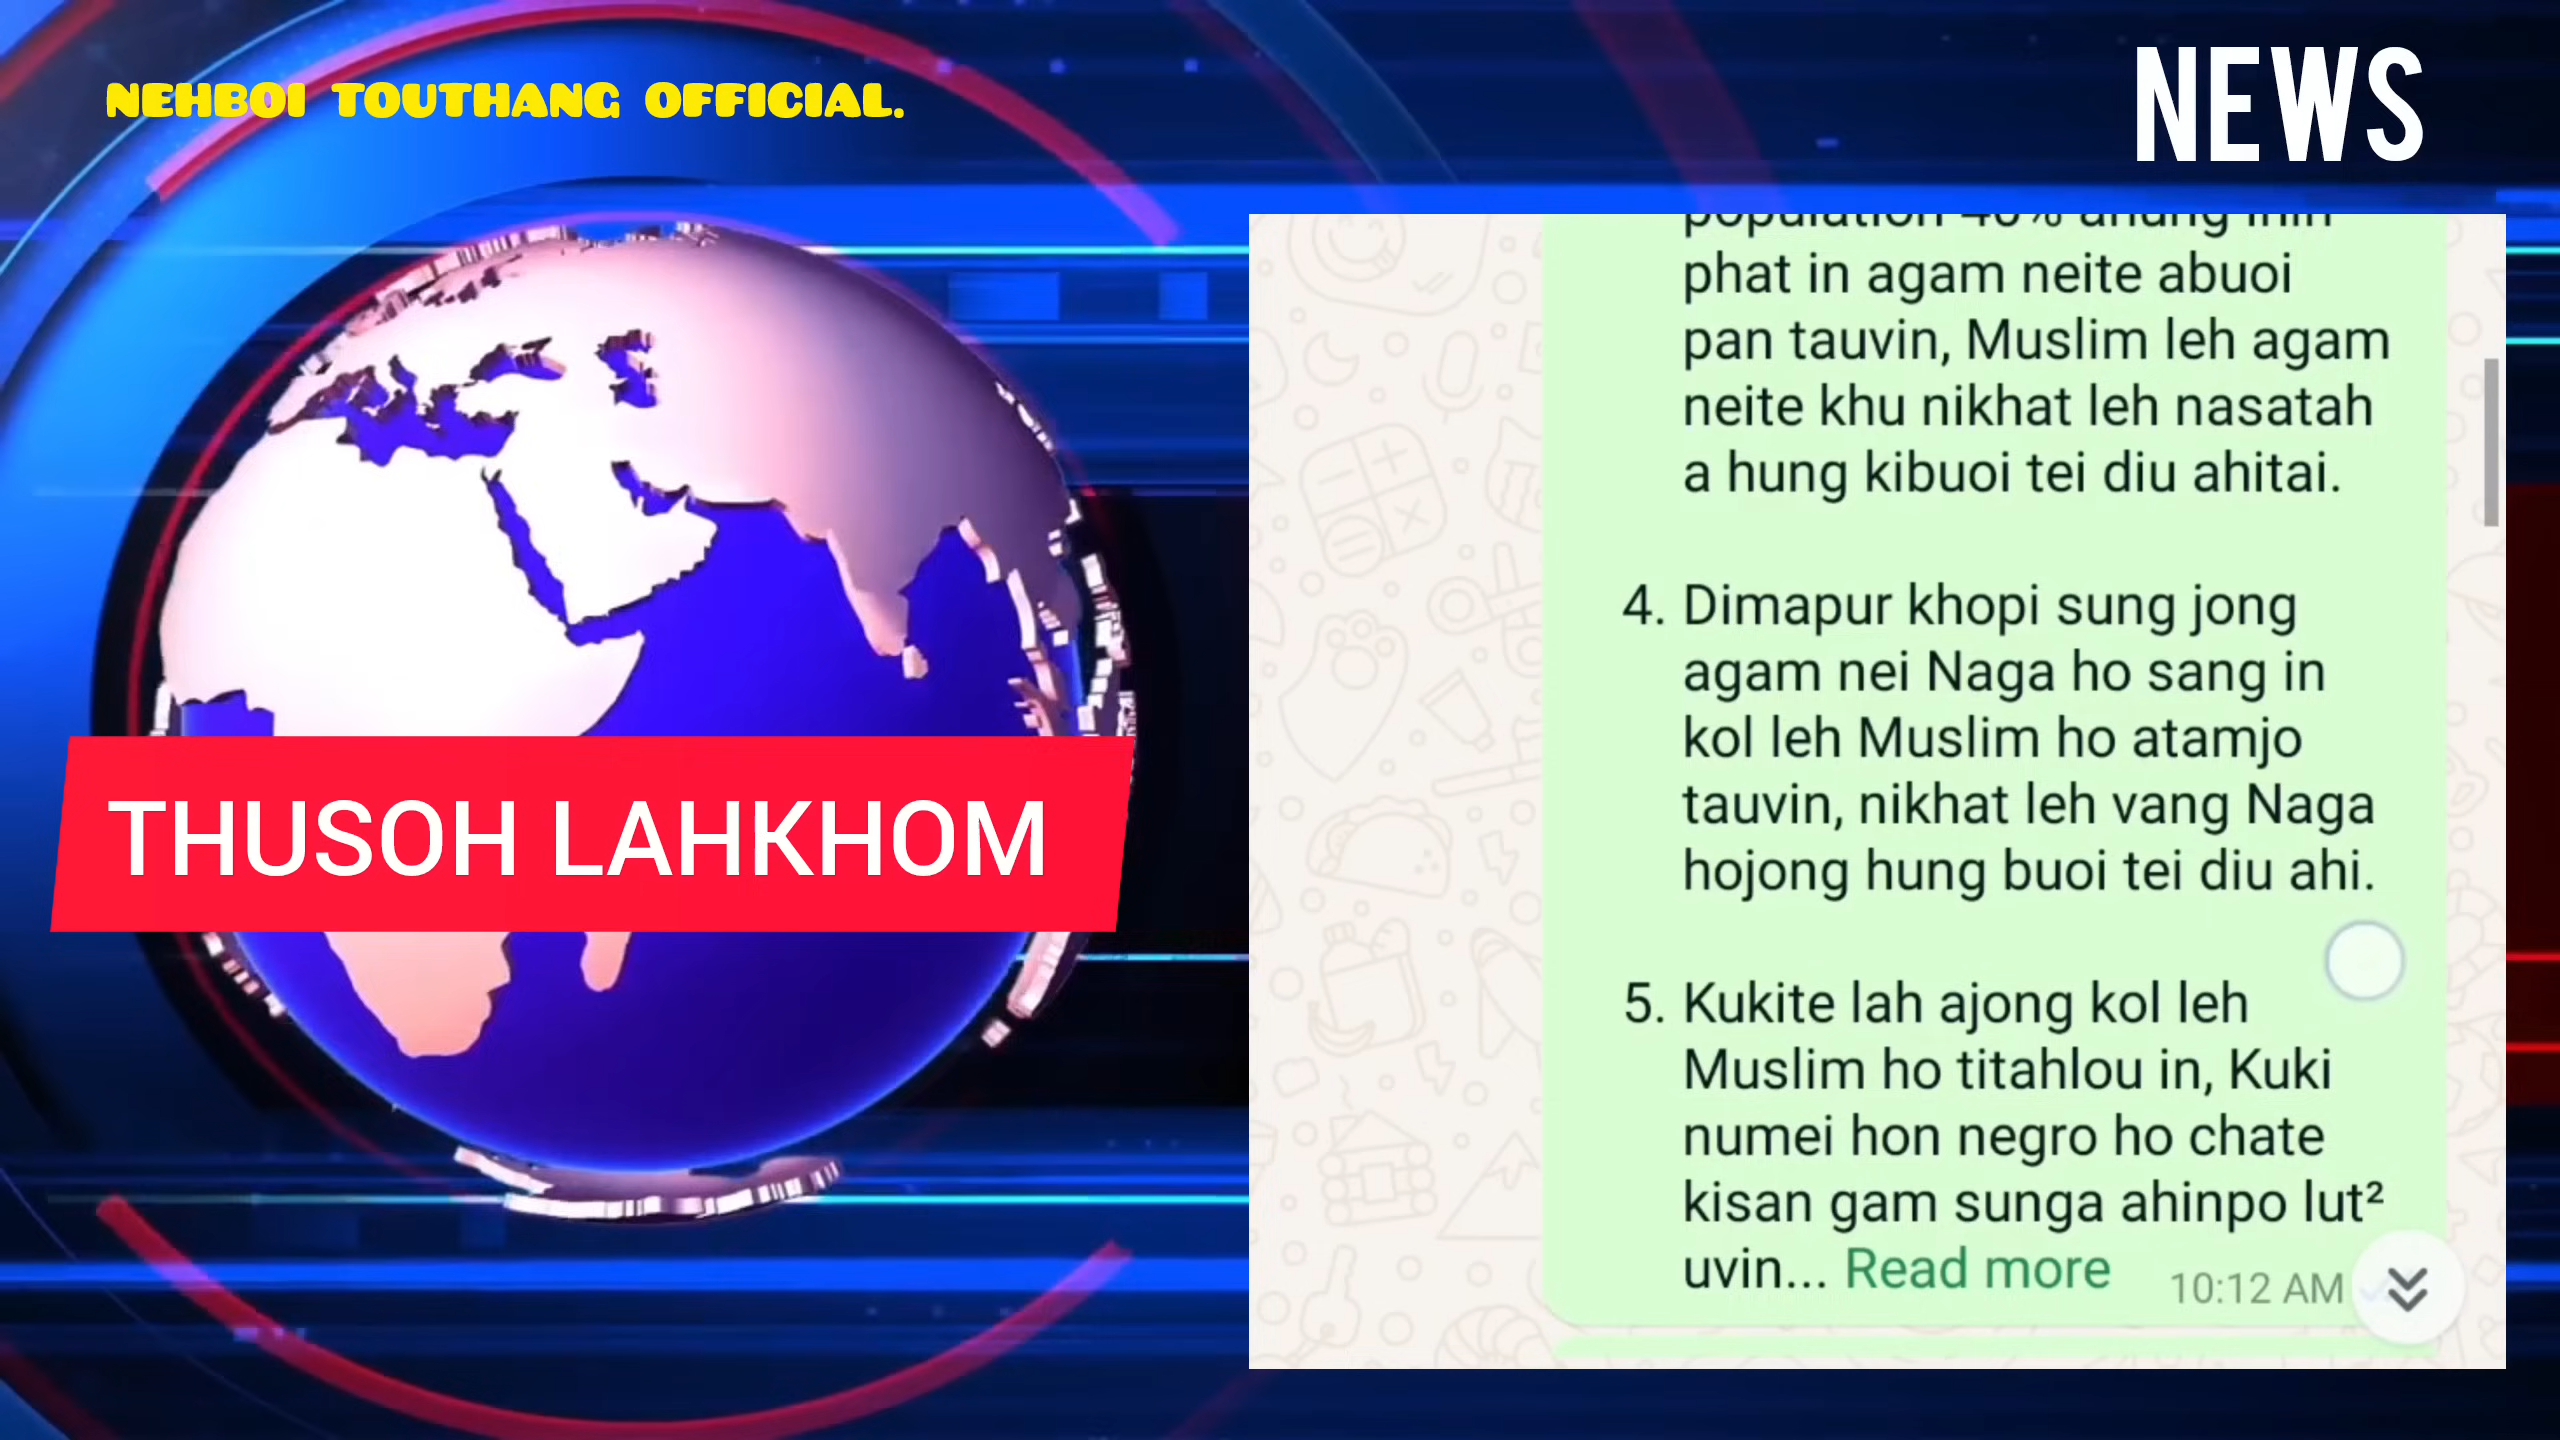 NEHBOI TOUTHANG OFFICIAL.
NEWS
THUSOH LAHKHOM
population 40% ahung inin
phat in agam neite abuoi
pan tauvin, Muslim leh agam
neite khu nikhat leh nasatah
a hung kibuoi tei diu ahitai.
4. Dimapur khopi sung jong
agam nei Naga ho sang in
kol leh Muslim ho atamjo
tauvin, nikhat leh vang Naga
hojong hung buoi tei diu ahi.
5. Kukite lah ajong kol leh
Muslim ho titahlou in, Kuki
numei hon negro ho chate
kisan gam sunga ahinpo lut²
uvin... Read more
10:12 AM